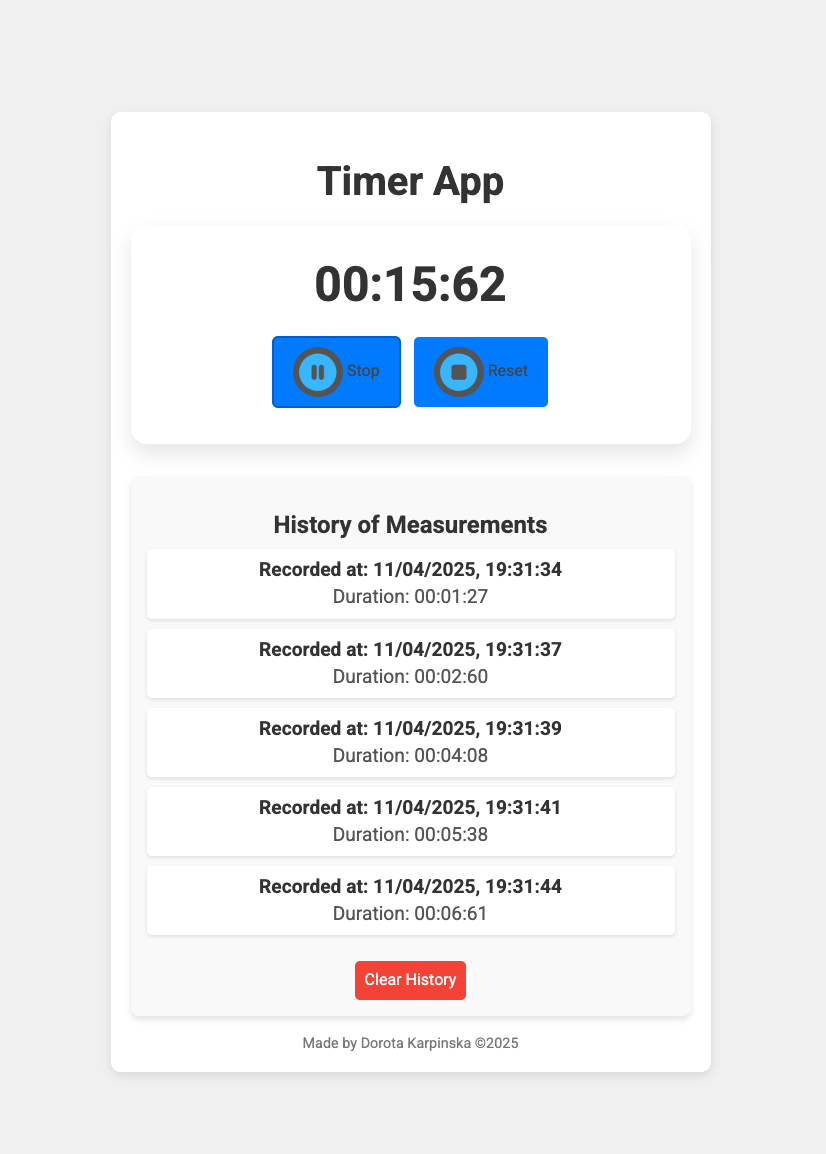 Timer App
00:15:62
Stop Reset
History of Measurements
Recorded at: 11/04/2025, 19:31:34
Duration: 00:01:27
Recorded at: 11/04/2025, 19:31:37
Duration: 00:02:60
Recorded at: 11/04/2025, 19:31:39
Duration: 00:04:08
Recorded at: 11/04/2025, 19:31:41
Duration: 00:05:38
Recorded at: 11/04/2025, 19:31:44
Duration: 00:06:61
Clear History
Made by Dorota Karpinska ©2025